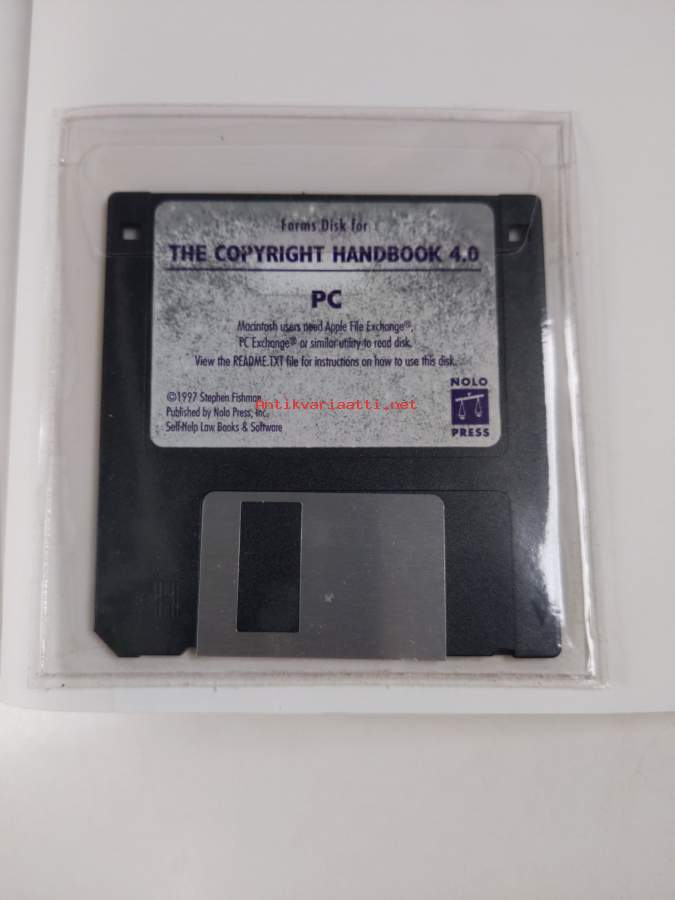 Forms Disk for
THE COPYRIGHT HANDBOOK 4.0
PC
Macintosh users need Apple File Exchange®,
PC Exchange® or similar utility to read disk.
View the README.TXT file for instructions on how to use this disk.
©1997 Stephen Fishman
Antikvariaatti.net
Published by Nolo Press, Inc.
Self-Help Law Books & Software
NOLO
PRESS